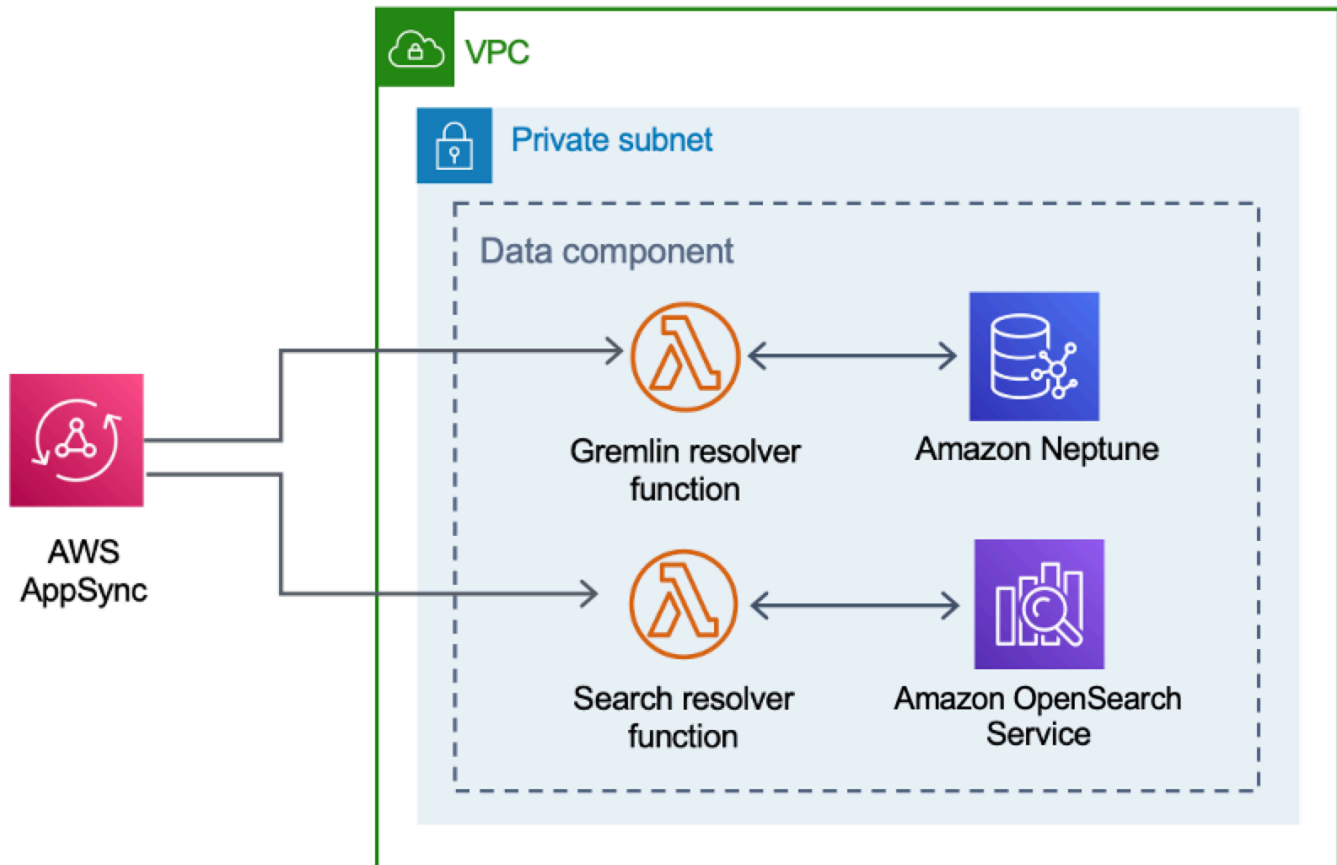 VPC
Private subnet
Data component
Gremlin resolver
function
Amazon Neptune
AWS
AppSync
Search resolver
function
Amazon OpenSearch
Service